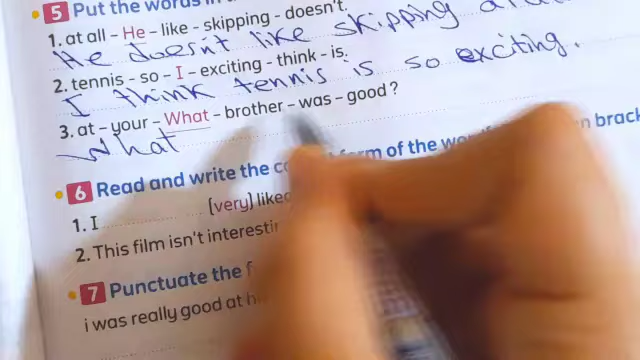 5 Put the words in
1. at all – He – like – skipping – doesn't.
He doesn't like skipping at all
2. tennis – so – I – exciting – think – is.
I think tennis is so exciting.
3. at – your – What – brother – was – good?
What
6 Read and write the form of the in brack
1. I (very) liked
2. This film isn't
7 Punctuate the
i was really good at